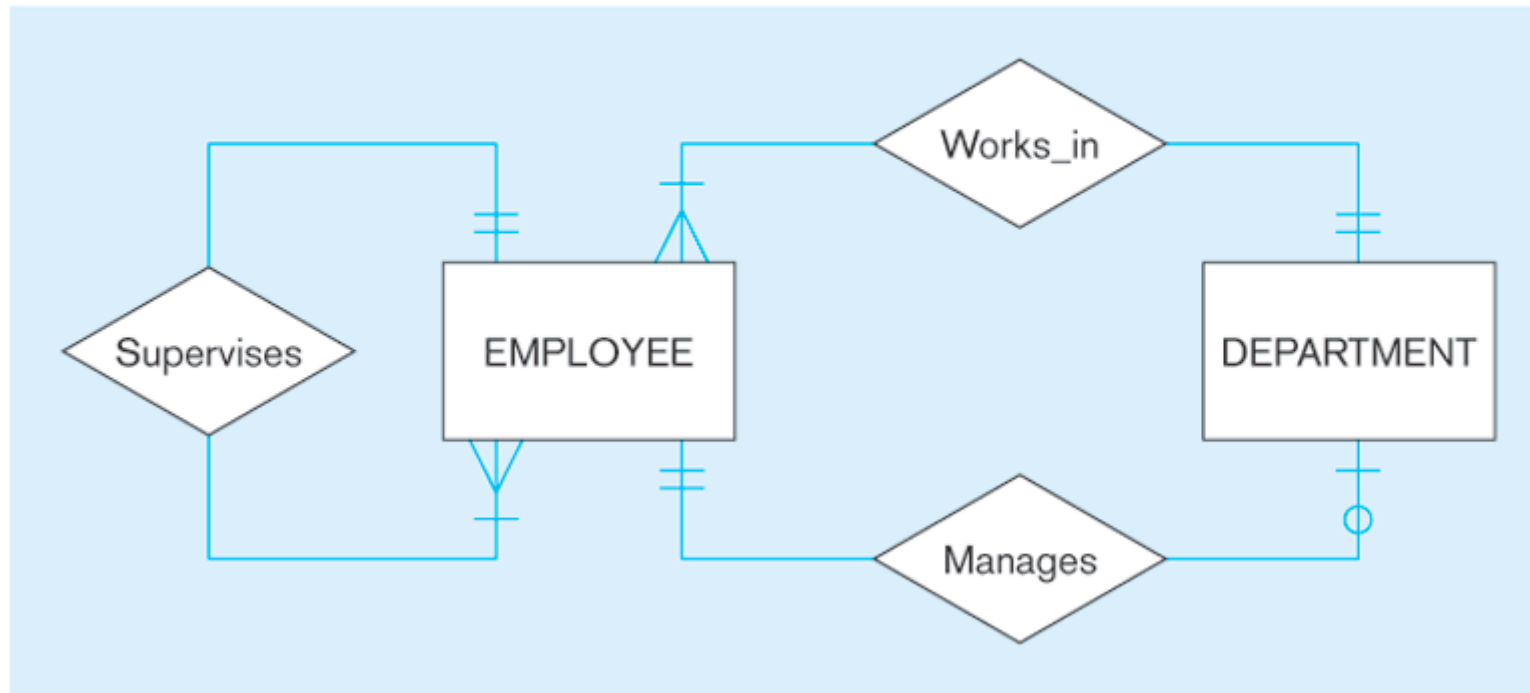 Works_in
Supervises
EMPLOYEE
DEPARTMENT
Manages